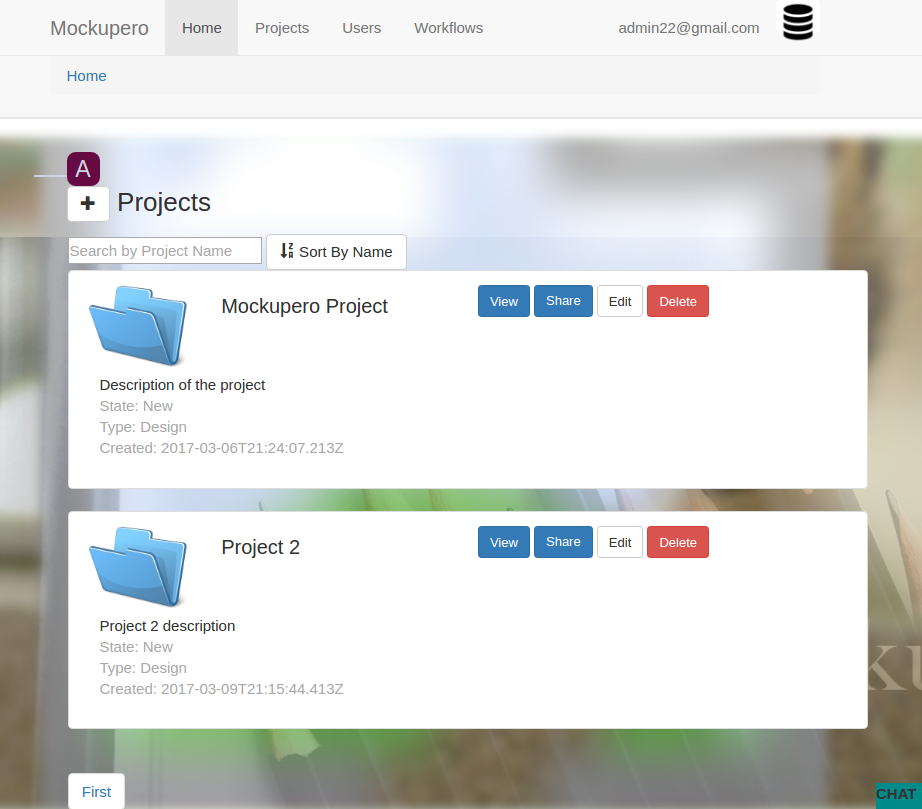 Mockupero Home Projects Users Workflows admin22@gmail.com
Home
A
Projects
Search by Project Name Sort By Name
Mockupero Project View Share Edit Delete
Description of the project
State: New
Type: Design
Created: 2017-03-06T21:24:07.213Z
Project 2 View Share Edit Delete
Project 2 description
State: New
Type: Design
Created: 2017-03-09T21:15:44.413Z
First
CHAT